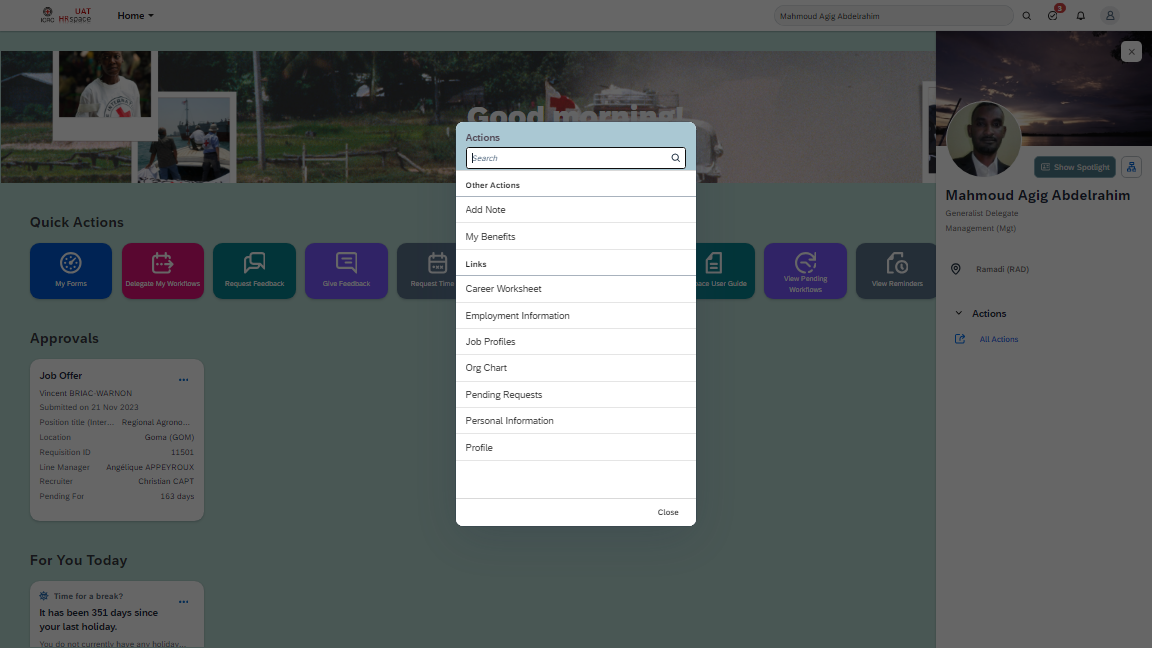 ICRC
UAT
HRspace
Home
Mahmoud Agig Abdelrahim
3
Good morning!
Show Spotlight
Mahmoud Agig Abdelrahim
Generalist Delegate
Management (Mgt)
Ramadi (RAD)
Actions
All Actions
Quick Actions
My Forms
Delegate My Workflows
Request Feedback
Give Feedback
Request Time
ace User Guide
View Pending
Workflows
View Reminders
Approvals
Job Offer
Vincent BRIAC-WARNON
Submitted on 21 Nov 2023
Position title (Inter... Regional Agrono...
Location Goma (GOM)
Requisition ID 11501
Line Manager Angélique APPEYROUX
Recruiter Christian CAPT
Pending For 163 days
For You Today
Time for a break?
It has been 351 days since
your last holiday.
You do not currently have any holiday...
Actions
Search
Other Actions
Add Note
My Benefits
Links
Career Worksheet
Employment Information
Job Profiles
Org Chart
Pending Requests
Personal Information
Profile
Close